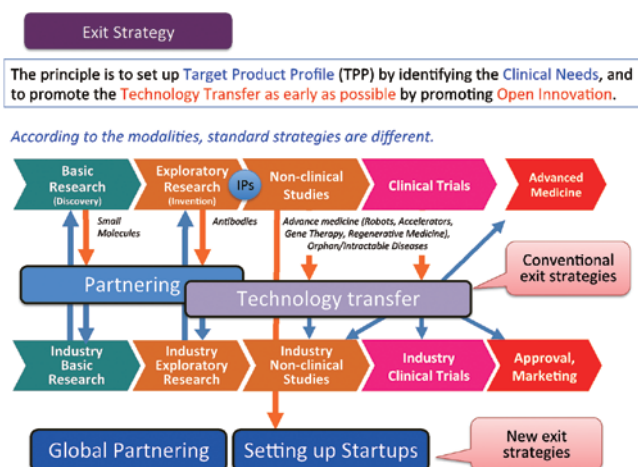 Exit Strategy
The principle is to set up Target Product Profile (TPP) by identifying the Clinical Needs, and
to promote the Technology Transfer as early as possible by promoting Open Innovation.
According to the modalities, standard strategies are different.
Basic
Research
(Discovery)
Exploratory
Research
(Invention)
IPs
Non-clinical
Studies
Clinical Trials
Advanced
Medicine
Small
Molecules
Antibodies
Advance medicine (Robots, Accelerators,
Gene Therapy, Regenerative Medicine),
Orphan/Intractable Diseases
Conventional
exit strategies
Partnering
Technology transfer
Industry
Basic
Research
Industry
Exploratory
Research
Industry
Non-clinical
Studies
Industry
Clinical Trials
Approval,
Marketing
Global Partnering
Setting up Startups
New exit
strategies